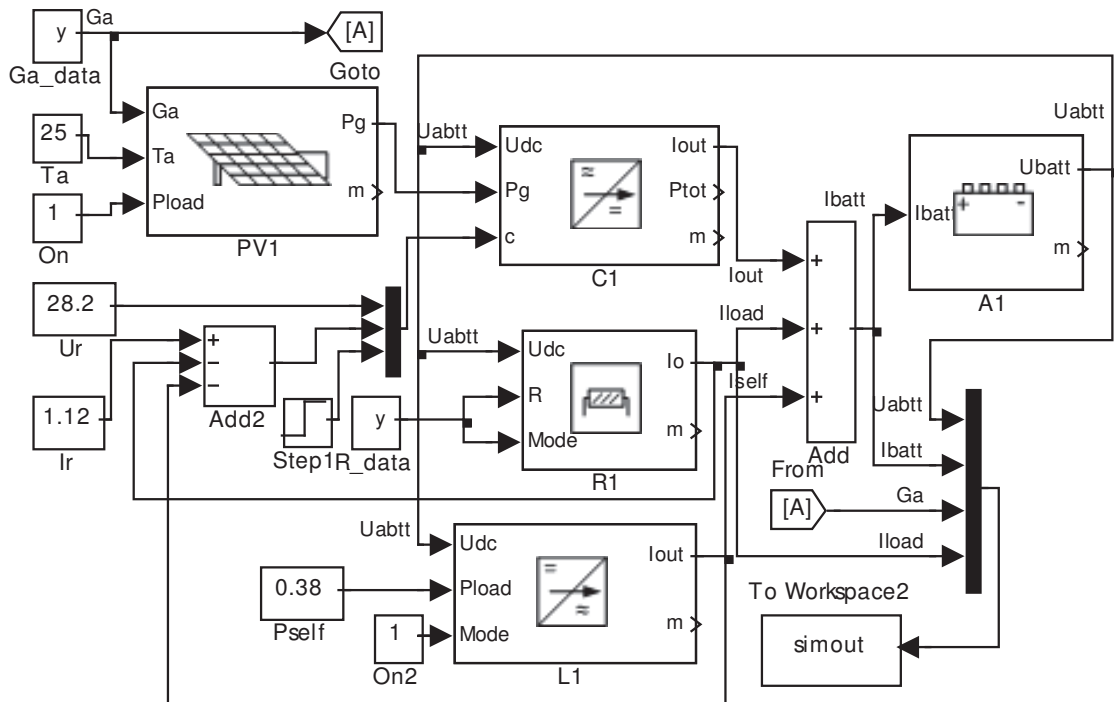 Ga
y
Ga_data
[A]
Goto
25
Ta
1
On
Ga
Ta
Pload
Pg
m
PV1
Uabtt
Udc
Pg
c
Iout
Ptot
m
C1
≈
=
Uabtt
Ubatt
Ibatt
m
A1
+
-
Ibatt
Iout
Iload
Iself
+
+
+
Add
28.2
Ur
1.12
Ir
+
−
−
Add2
Step1
y
R_data
Uabtt
Udc
R
Mode
Io
m
R1
Uabtt
Ibatt
From
[A]
Ga
Iload
Uabtt
Udc
Pload
Mode
Iout
m
L1
=
≈
0.38
Pself
1
On2
To Workspace2
simout